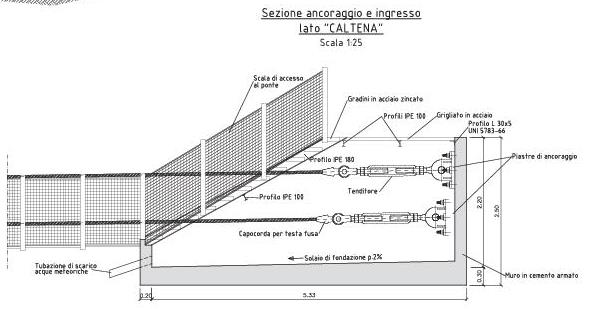 Sezione ancoraggio e ingresso
lato "CALTENA"
Scala 1:25
Scala di accesso
al ponte
Gradini in acciaio zincato
Profili IPE 100
Grigliato in acciaio
Profilo L 30x5
UNI 5783-66
Profilo IPE 180
Piastre di ancoraggio
Tenditore
Profilo IPE 100
2.20
2.50
Capocorda per testa fusa
Tubazione di scarico
acque meteoriche
Solaio di fondazione p.2%
0.30
Muro in cemento armato
0.20
5.33